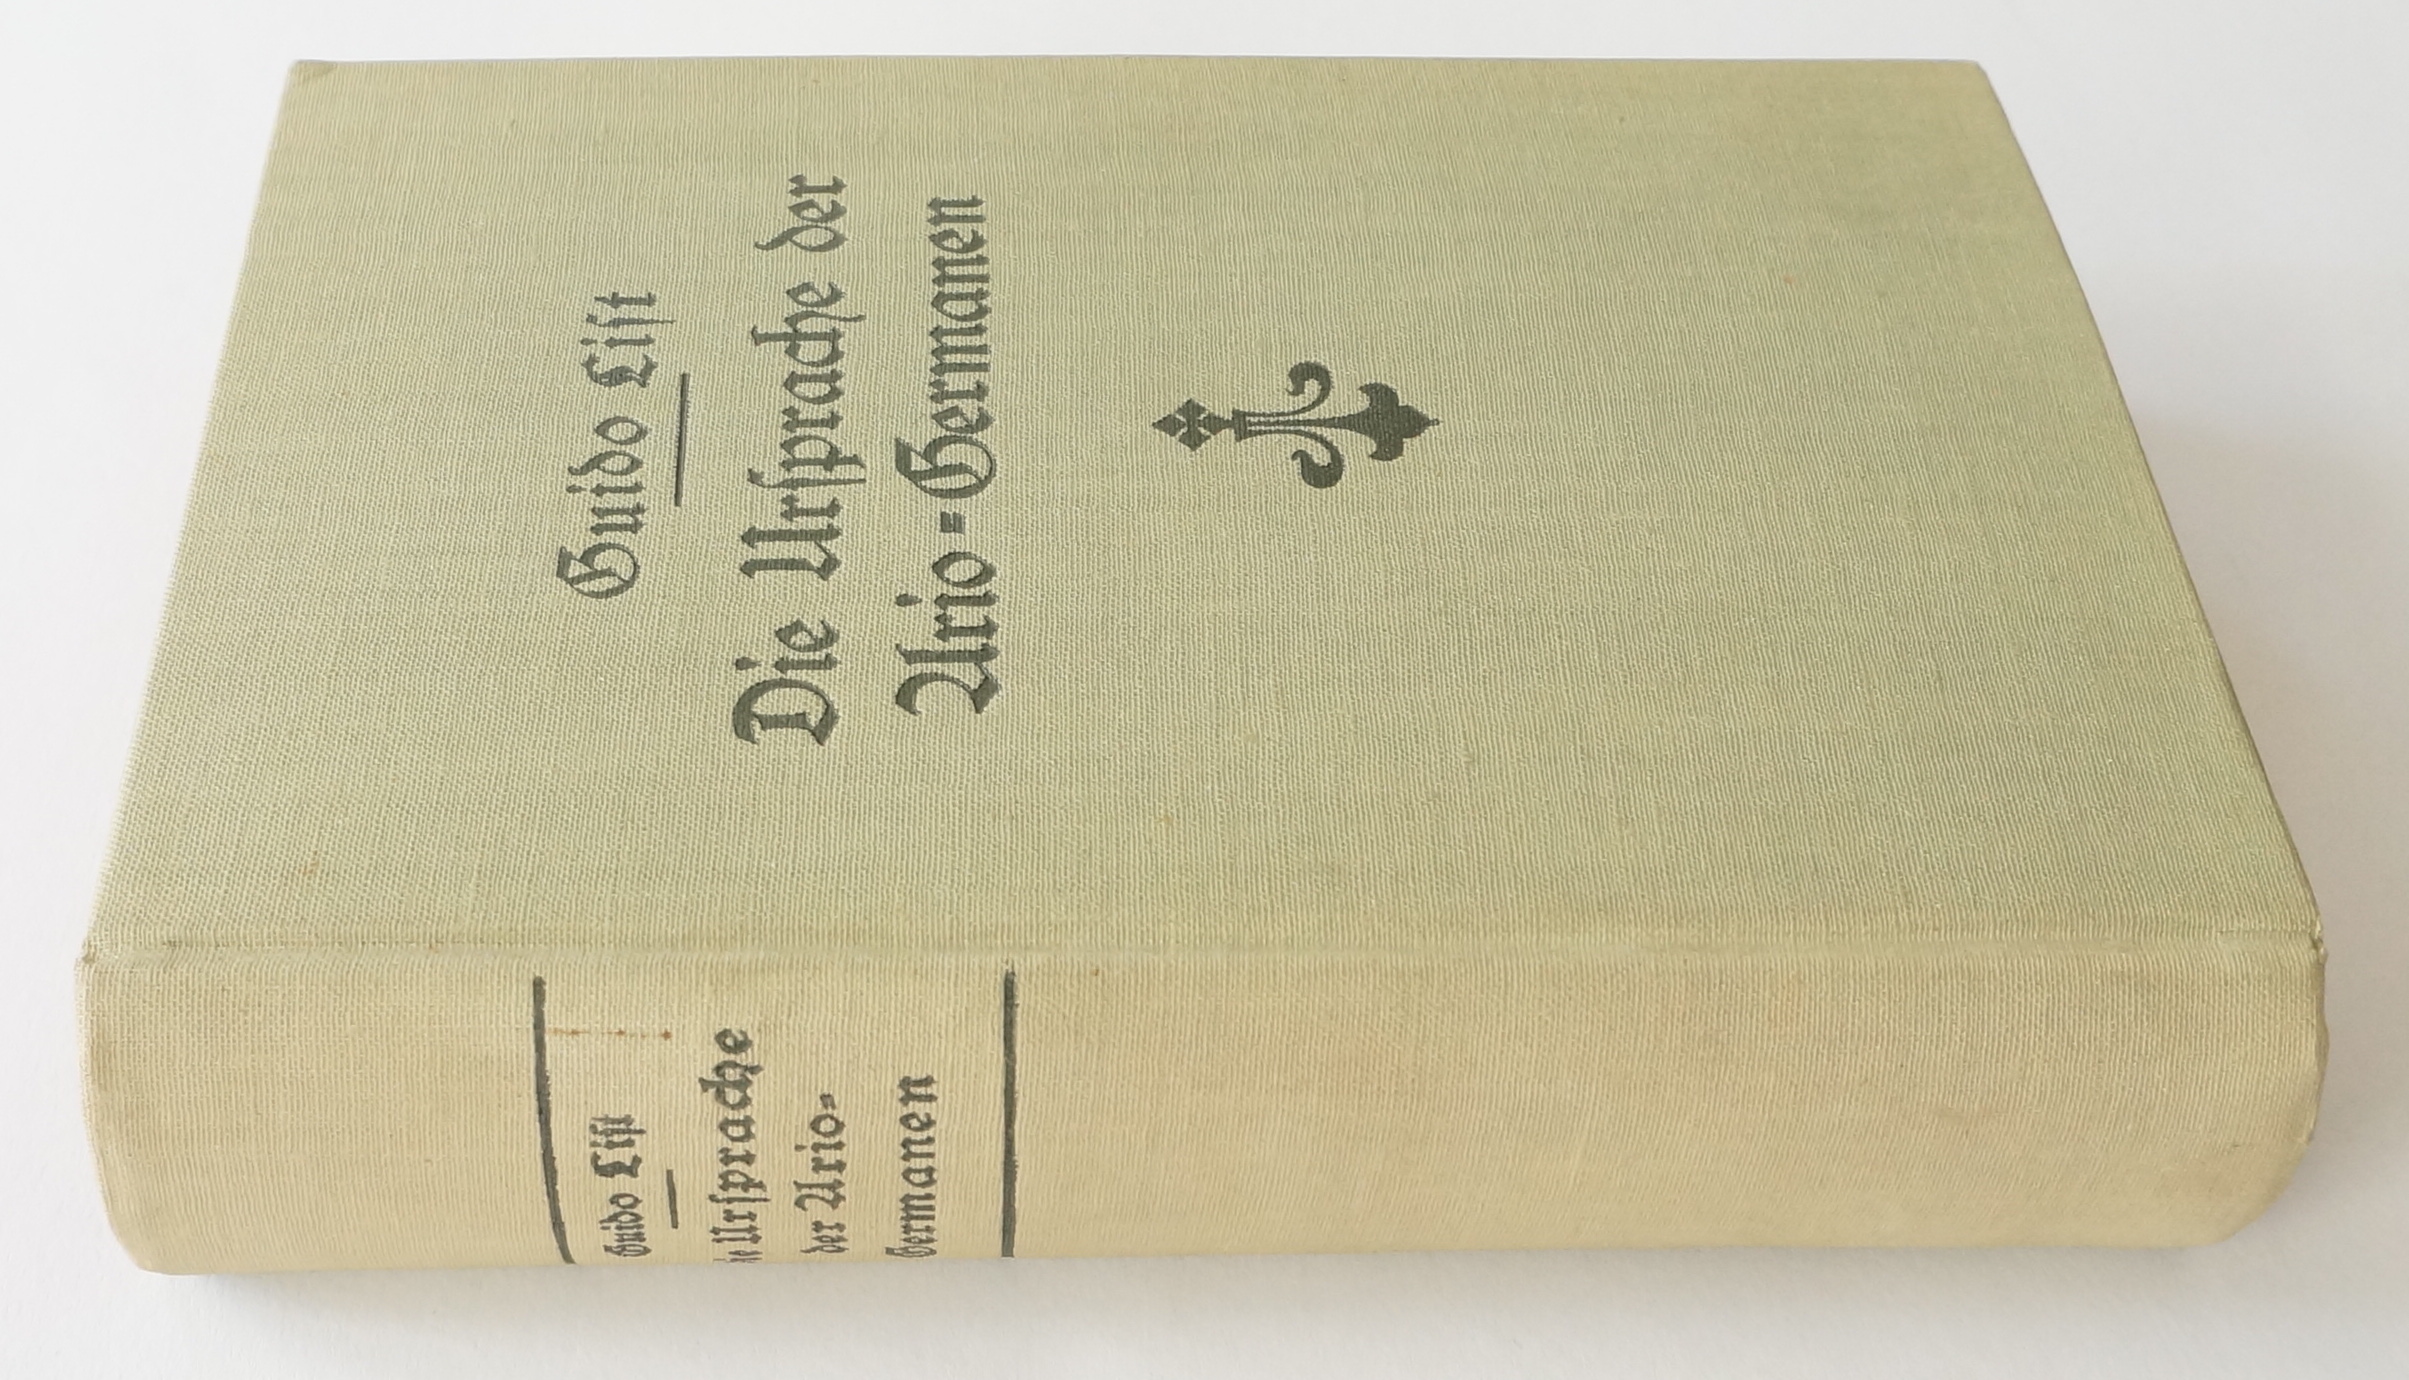 Guido Liſt
Die Urſprache der
Ario=Germanen
Guido Liſt
Urſprache
der Ario=
Germanen